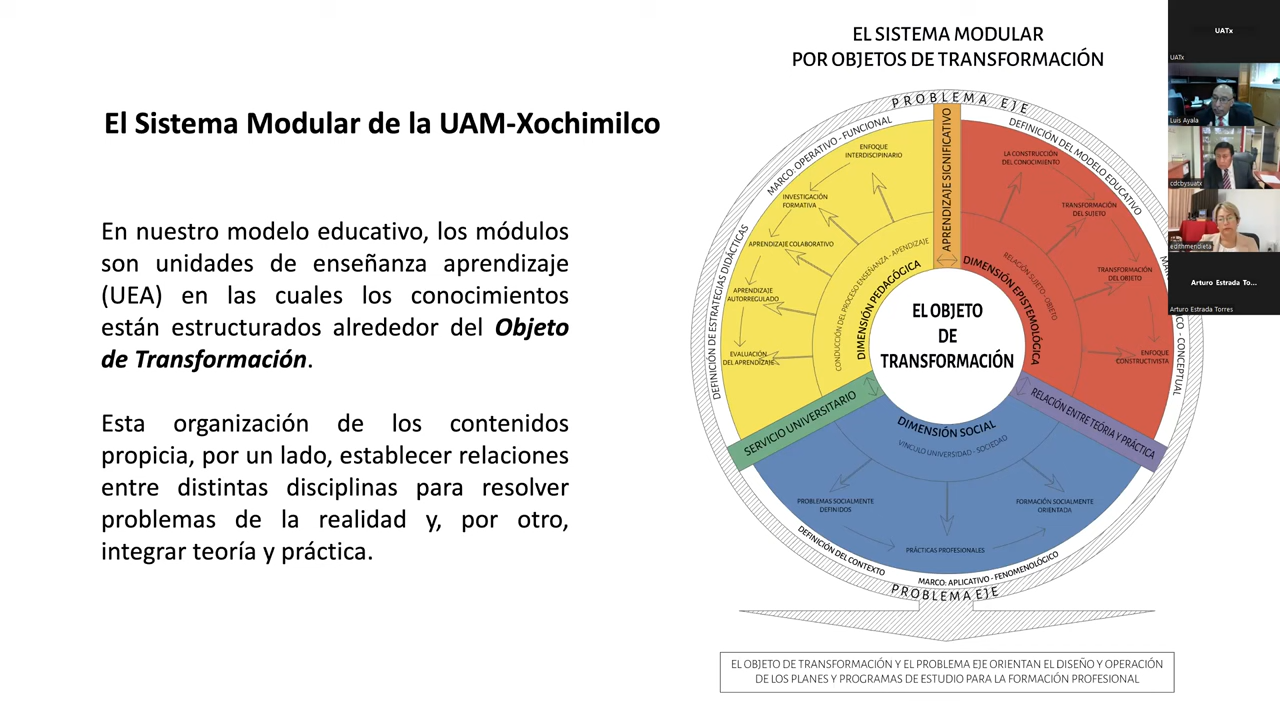 El Sistema Modular de la UAM-Xochimilco
En nuestro modelo educativo, los módulos
son unidades de enseñanza aprendizaje
(UEA) en las cuales los conocimientos
están estructurados alrededor del Objeto
de Transformación.
Esta organización de los contenidos
propicia, por un lado, establecer relaciones
entre distintas disciplinas para resolver
problemas de la realidad y, por otro,
integrar teoría y práctica.
EL SISTEMA MODULAR
POR OBJETOS DE TRANSFORMACIÓN
PROBLEMA EJE
MARCO: OPERATIVO - FUNCIONAL
DEFINICIÓN DE ESTRATEGIAS DIDÁCTICAS
ENFOQUE
INTERDISCIPINARIO
INVESTIGACIÓN
FORMATIVA
APRENDIZAJE COLABORATIVO
APRENDIZAJE
AUTORREGULADO
EVALUACIÓN
DEL APRENDIZAJE
CONDUCCIÓN DEL PROCESO ENSEÑANZA - APRENDIZAJE
DIMENSIÓN PEDAGÓGICA
APRENDIZAJE SIGNIFICATIVO
DEFINICIÓN DEL MODELO EDUCATIVO
LA CONSTRUCCIÓN
DEL CONOCIMIENTO
TRANSFORMACIÓN
DEL SUJETO
TRANSFORMACIÓN
DEL OBJETO
ENFOQUE
CONSTRUCTIVISTA
RELACIÓN SUJETO - OBJETO
DIMENSIÓN EPISTEMOLÓGICA
CO - CONCEPTUAL
EL OBJETO
DE
TRANSFORMACIÓN
SERVICIO UNIVERSITARIO
RELACIÓN ENTRE TEORÍA Y PRÁCTICA
DIMENSIÓN SOCIAL
VINCULO UNIVERSIDAD - SOCIEDAD
PROBLEMAS SOCIALMENTE
DEFINIDOS
PRÁCTICAS PROFESIONALES
FORMACIÓN SOCIALMENTE
ORIENTADA
DEFINICIÓN DEL CONTEXTO
MARCO: APLICATIVO - FENOMENOLÓGICO
PROBLEMA EJE
EL OBJETO DE TRANSFORMACIÓN Y EL PROBLEMA EJE ORIENTAN EL DISEÑO Y OPERACIÓN
DE LOS PLANES Y PROGRAMAS DE ESTUDIO PARA LA FORMACIÓN PROFESIONAL
UATx
UATx
Luis Ayala
cdcbysuatx
edithmendieta
Arturo Estrada To...
Arturo Estrada Torres